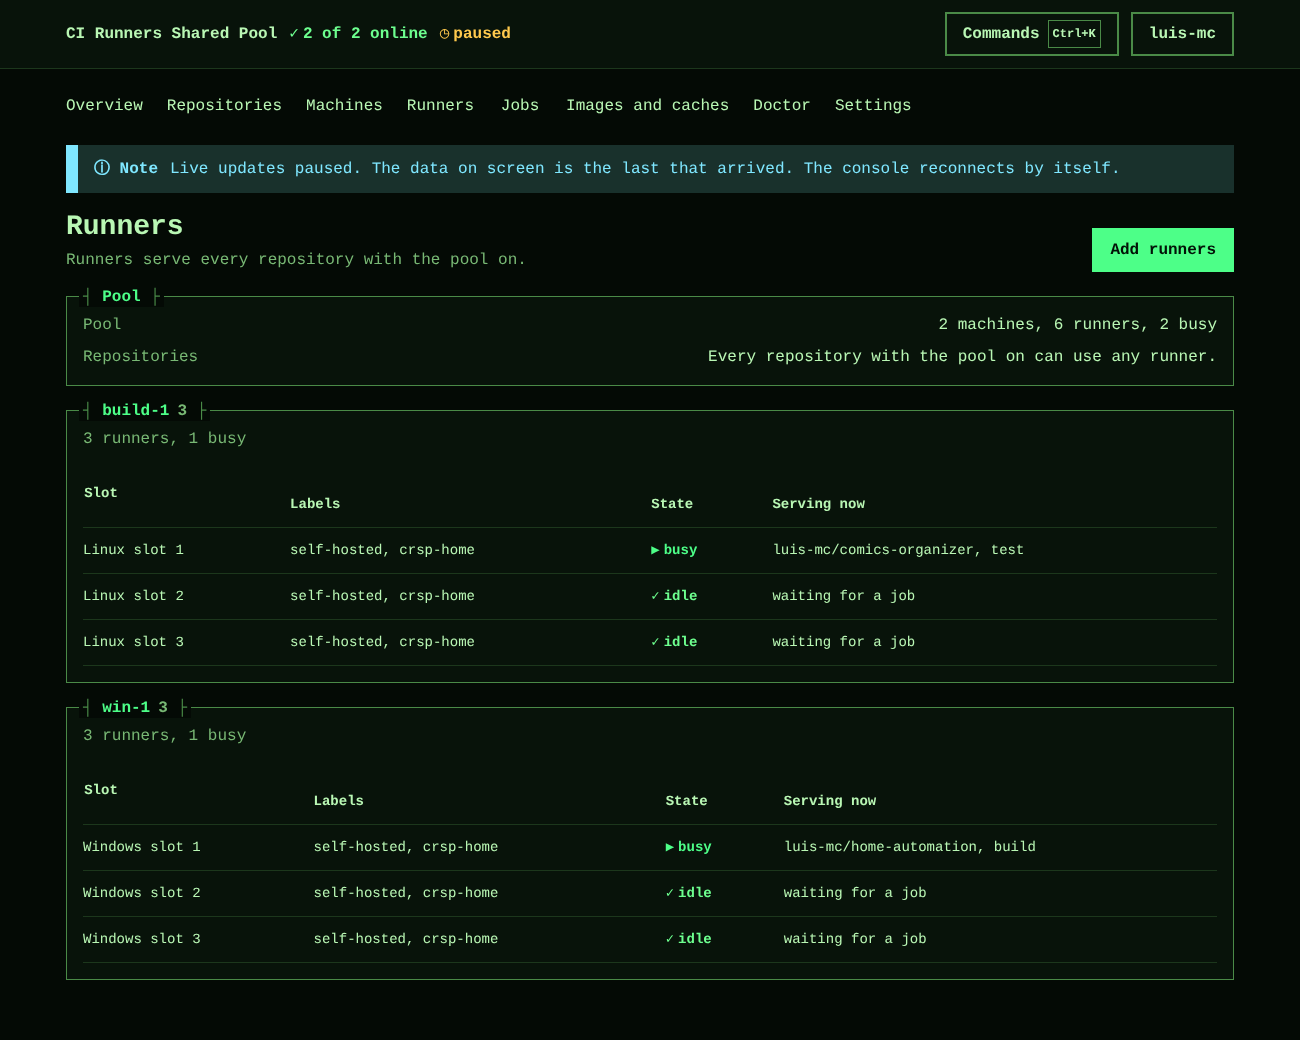 CI Runners Shared Pool ✓ 2 of 2 online ◷ paused Commands Ctrl+K luis-mc
Overview Repositories Machines Runners Jobs Images and caches Doctor Settings
ⓘ Note Live updates paused. The data on screen is the last that arrived. The console reconnects by itself.
Runners
Runners serve every repository with the pool on.
Add runners
Pool
Pool 2 machines, 6 runners, 2 busy
Repositories Every repository with the pool on can use any runner.
build-1 3
3 runners, 1 busy
Slot Labels State Serving now
Linux slot 1 self-hosted, crsp-home ▶ busy luis-mc/comics-organizer, test
Linux slot 2 self-hosted, crsp-home ✓ idle waiting for a job
Linux slot 3 self-hosted, crsp-home ✓ idle waiting for a job
win-1 3
3 runners, 1 busy
Slot Labels State Serving now
Windows slot 1 self-hosted, crsp-home ▶ busy luis-mc/home-automation, build
Windows slot 2 self-hosted, crsp-home ✓ idle waiting for a job
Windows slot 3 self-hosted, crsp-home ✓ idle waiting for a job